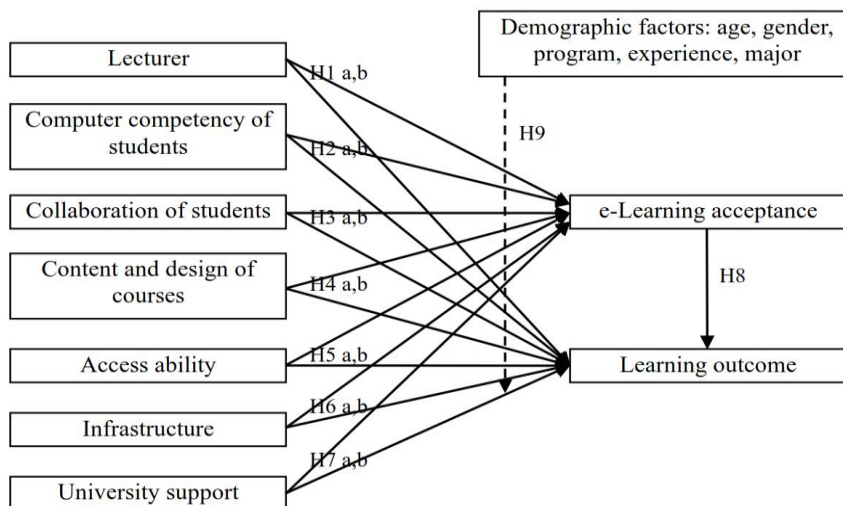 Lecturer
Computer competency of
students
Collaboration of students
Content and design of
courses
Access ability
Infrastructure
University support
H1 a,b
H2 a,b
H3 a,b
H4 a,b
H5 a,b
H6 a,b
H7 a,b
Demographic factors: age, gender,
program, experience, major
H9
e-Learning acceptance
H8
Learning outcome